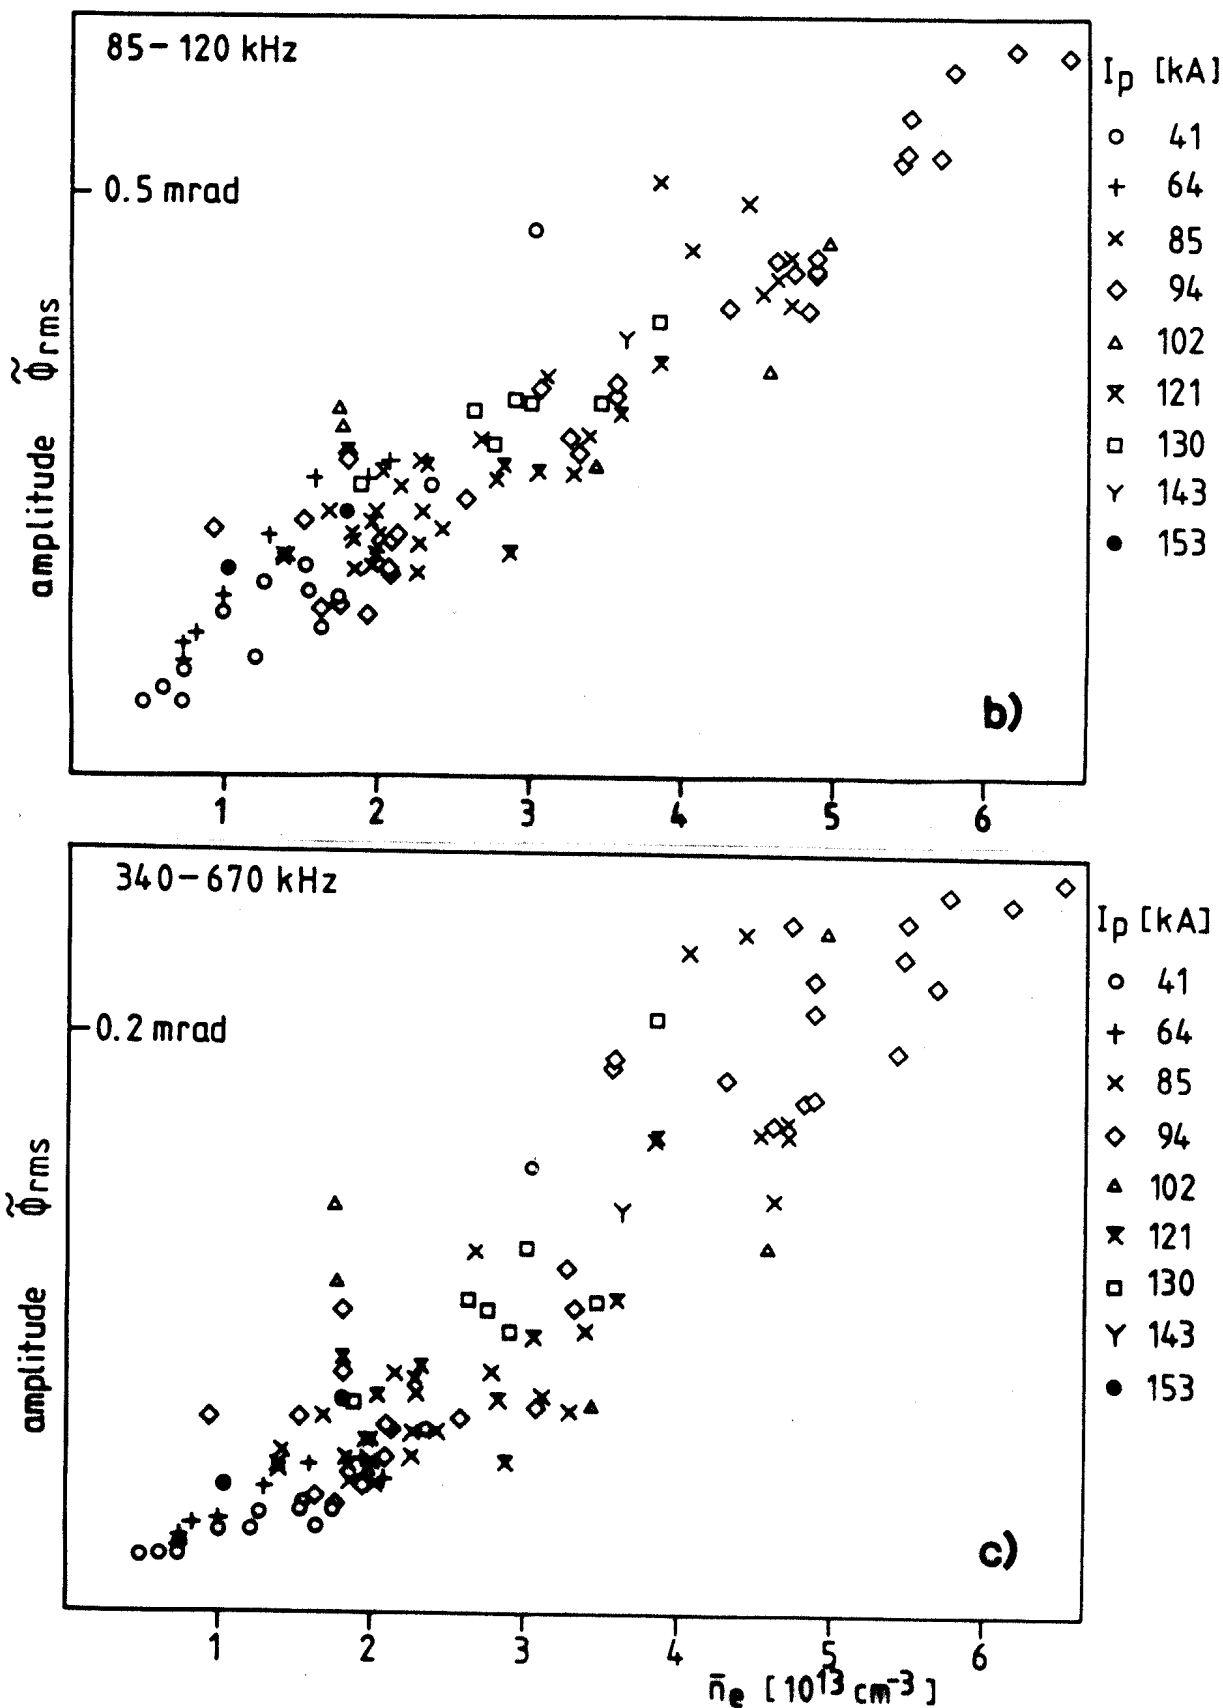 85–120 kHz
0.5 mrad
amplitude φ̃rms
b)
1 2 3 4 5 6
Ip [kA]
41
64
85
94
102
121
130
143
153
340–670 kHz
0.2 mrad
amplitude φ̃rms
c)
1 2 3 4 5 6
n̄e [10¹³ cm⁻³]
Ip [kA]
41
64
85
94
102
121
130
143
153